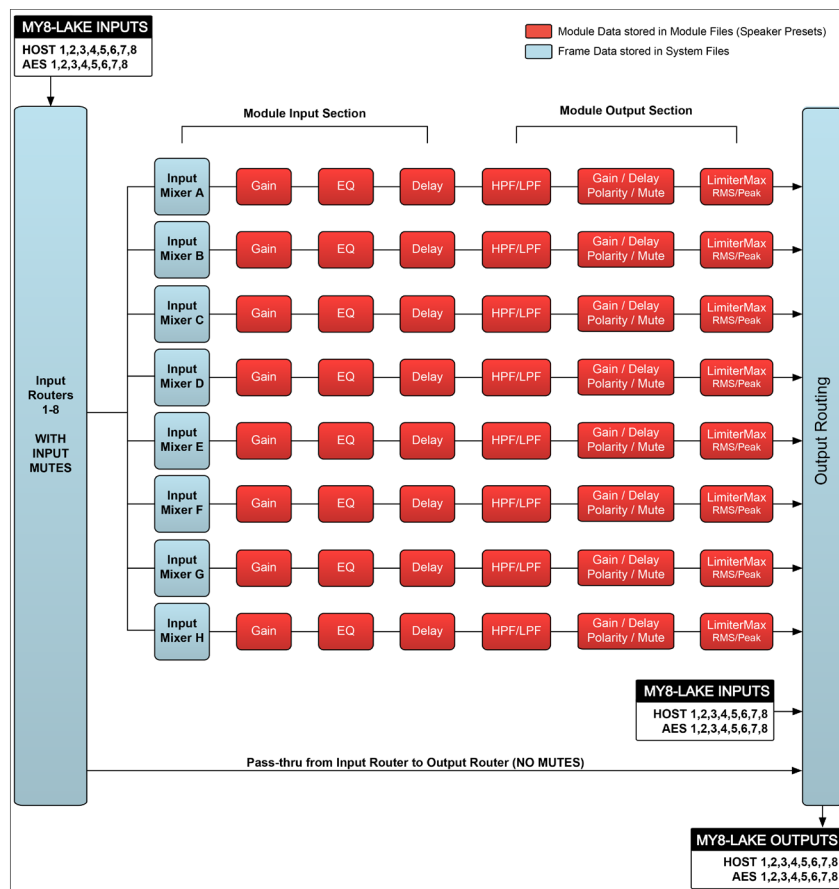 MY8-LAKE INPUTS
HOST 1,2,3,4,5,6,7,8
AES 1,2,3,4,5,6,7,8
Module Data stored in Module Files (Speaker Presets)
Frame Data stored in System Files
Module Input Section
Module Output Section
Input
Mixer A
Gain
EQ
Delay
HPF/LPF
Gain / Delay
Polarity / Mute
LimiterMax
RMS/Peak
Input
Mixer B
Gain
EQ
Delay
HPF/LPF
Gain / Delay
Polarity / Mute
LimiterMax
RMS/Peak
Input
Mixer C
Gain
EQ
Delay
HPF/LPF
Gain / Delay
Polarity / Mute
LimiterMax
RMS/Peak
Input
Mixer D
Gain
EQ
Delay
HPF/LPF
Gain / Delay
Polarity / Mute
LimiterMax
RMS/Peak
Input
Routers
1-8
WITH
INPUT
MUTES
Output Routing
Input
Mixer E
Gain
EQ
Delay
HPF/LPF
Gain / Delay
Polarity / Mute
LimiterMax
RMS/Peak
Input
Mixer F
Gain
EQ
Delay
HPF/LPF
Gain / Delay
Polarity / Mute
LimiterMax
RMS/Peak
Input
Mixer G
Gain
EQ
Delay
HPF/LPF
Gain / Delay
Polarity / Mute
LimiterMax
RMS/Peak
Input
Mixer H
Gain
EQ
Delay
HPF/LPF
Gain / Delay
Polarity / Mute
LimiterMax
RMS/Peak
MY8-LAKE INPUTS
HOST 1,2,3,4,5,6,7,8
AES 1,2,3,4,5,6,7,8
Pass-thru from Input Router to Output Router (NO MUTES)
MY8-LAKE OUTPUTS
HOST 1,2,3,4,5,6,7,8
AES 1,2,3,4,5,6,7,8